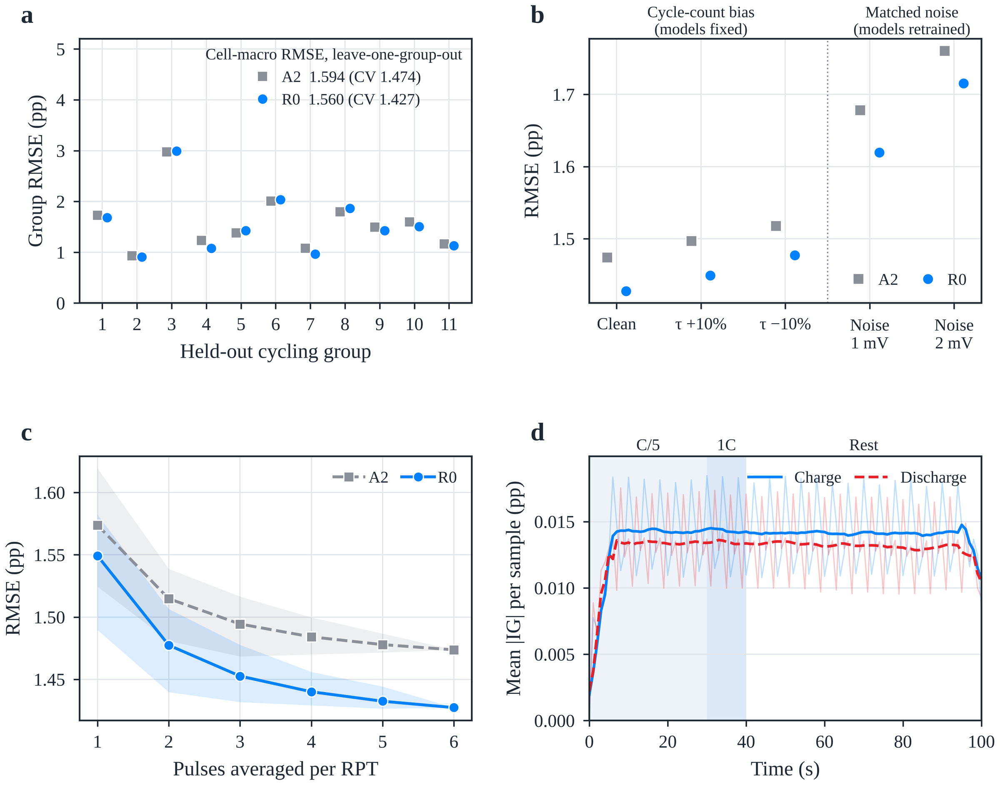 a
Cell-macro RMSE, leave-one-group-out
A2 1.594 (CV 1.474)
R0 1.560 (CV 1.427)
Group RMSE (pp)
5
4
3
2
1
0
1 2 3 4 5 6 7 8 9 10 11
Held-out cycling group
b
Cycle-count bias
(models fixed)
Matched noise
(models retrained)
RMSE (pp)
1.7
1.6
1.5
A2 R0
Clean τ +10% τ −10% Noise 1 mV Noise 2 mV
c
A2 R0
RMSE (pp)
1.60
1.55
1.50
1.45
1 2 3 4 5 6
Pulses averaged per RPT
d
C/5 1C Rest
Charge Discharge
Mean |IG| per sample (pp)
0.015
0.010
0.005
0.000
0 20 40 60 80 100
Time (s)